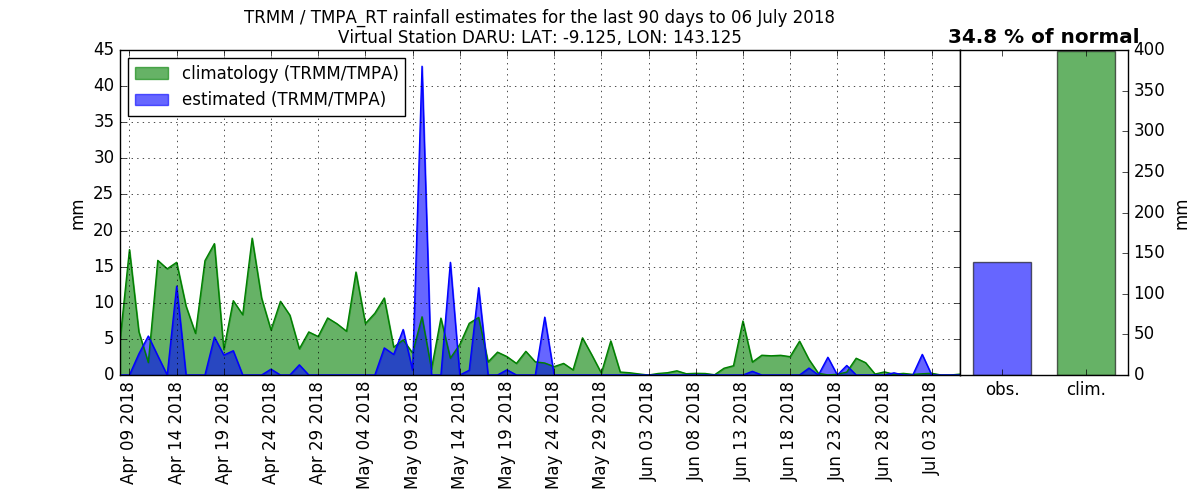 TRMM / TMPA_RT rainfall estimates for the last 90 days to 06 July 2018
Virtual Station DARU: LAT: -9.125, LON: 143.125
34.8 % of normal
climatology (TRMM/TMPA)
estimated (TRMM/TMPA)
mm
45
40
35
30
25
20
15
10
5
0
Apr 09 2018
Apr 14 2018
Apr 19 2018
Apr 24 2018
Apr 29 2018
May 04 2018
May 09 2018
May 14 2018
May 19 2018
May 24 2018
May 29 2018
Jun 03 2018
Jun 08 2018
Jun 13 2018
Jun 18 2018
Jun 23 2018
Jun 28 2018
Jul 03 2018
obs.
clim.
400
350
300
250
200
150
100
50
0
mm